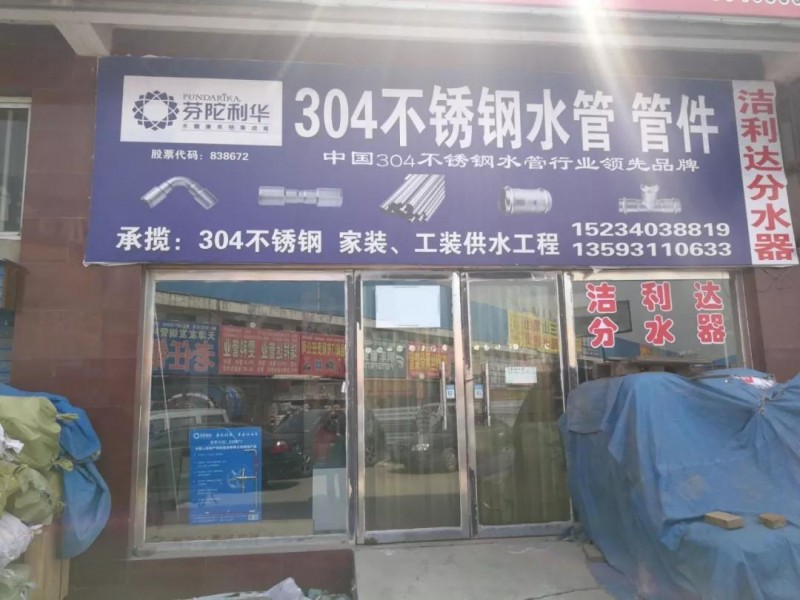 PUNDARIKA
芬陀利华
股票代码：838672
304不锈钢水管 管件
中国304不锈钢水管行业领先品牌
承揽：304不锈钢 家装、工装供水工程
15234038819
13593110633
洁利达分水器
洁利达
分水器